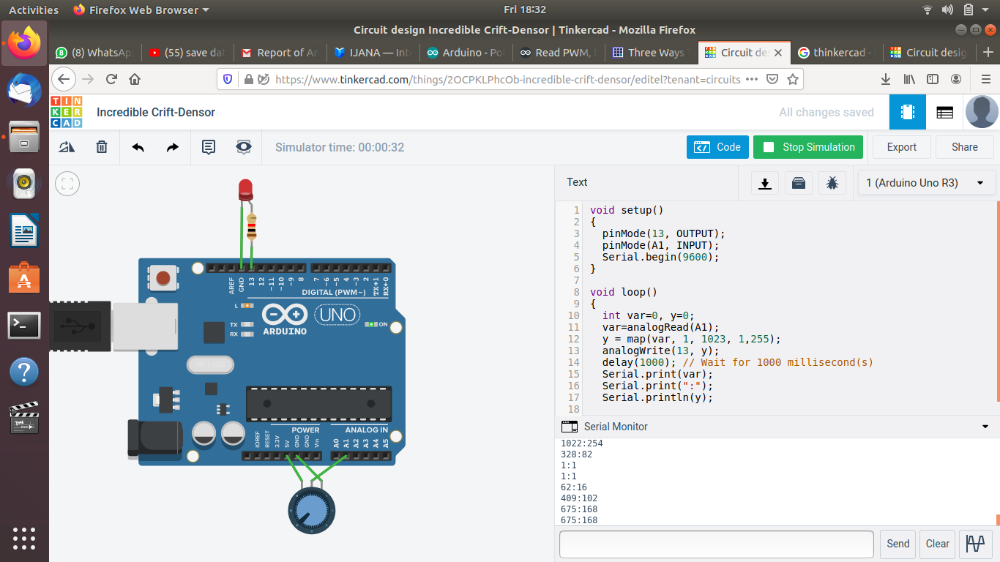 Activities Firefox Web Browser Fri 18:32
Circuit design Incredible Crift-Densor | Tinkercad - Mozilla Firefox
(8) WhatsAp (55) save da Report of A IJANA — Int Arduino - Po Read PWM, Three Ways Circuit des thinkercad - Circuit desig
https://www.tinkercad.com/things/2OCPKLPhcOb-incredible-crift-densor/editel?tenant=circuits
TIN
KER
CAD
Incredible Crift-Densor All changes saved
Simulator time: 00:00:32 Code Stop Simulation Export Share
Text 1 (Arduino Uno R3)
1 void setup()
2 {
3 pinMode(13, OUTPUT);
4 pinMode(A1, INPUT);
5 Serial.begin(9600);
6 }
7
8 void loop()
9 {
10 int var=0, y=0;
11 var=analogRead(A1);
12 y = map(var, 1, 1023, 1,255);
13 analogWrite(13, y);
14 delay(1000); // Wait for 1000 millisecond(s)
15 Serial.print(var);
16 Serial.print(":");
17 Serial.println(y);
18
AREF GND 13 12 ~11 ~10 ~9 8 7 ~6 ~5 4 ~3 2 TX→1 RX←0
DIGITAL (PWM~)
L
TX
RX
UNO
ON
ARDUINO
POWER ANALOG IN
IOREF RESET 3.3V 5V GND GND Vin A0 A1 A2 A3 A4 A5
Serial Monitor
1022:254
328:82
1:1
1:1
62:16
409:102
675:168
675:168
Send Clear